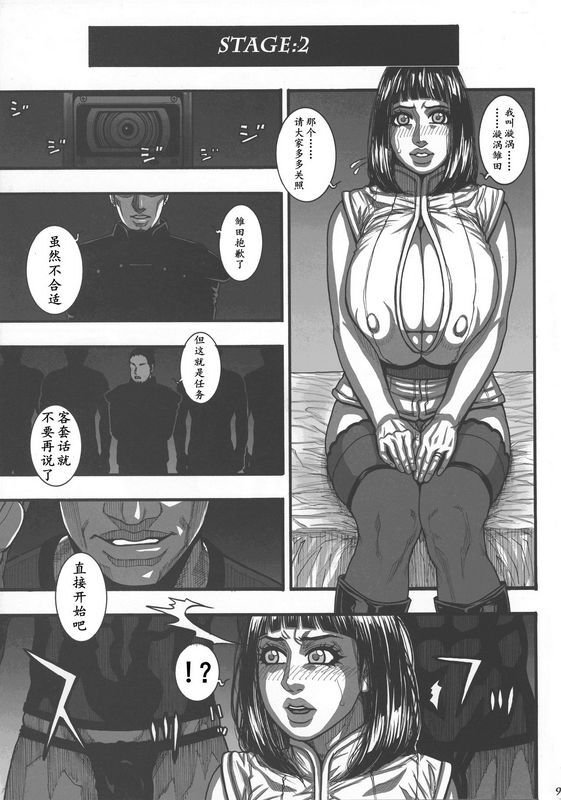 STAGE:2
我叫漩涡
……漩涡雏田
那个……
请大家多多关照
ジジ
ジジ
雏田抱歉了
虽然不合适
但这就是任务
客套话就
不要再说了
直接开始吧
!?
9